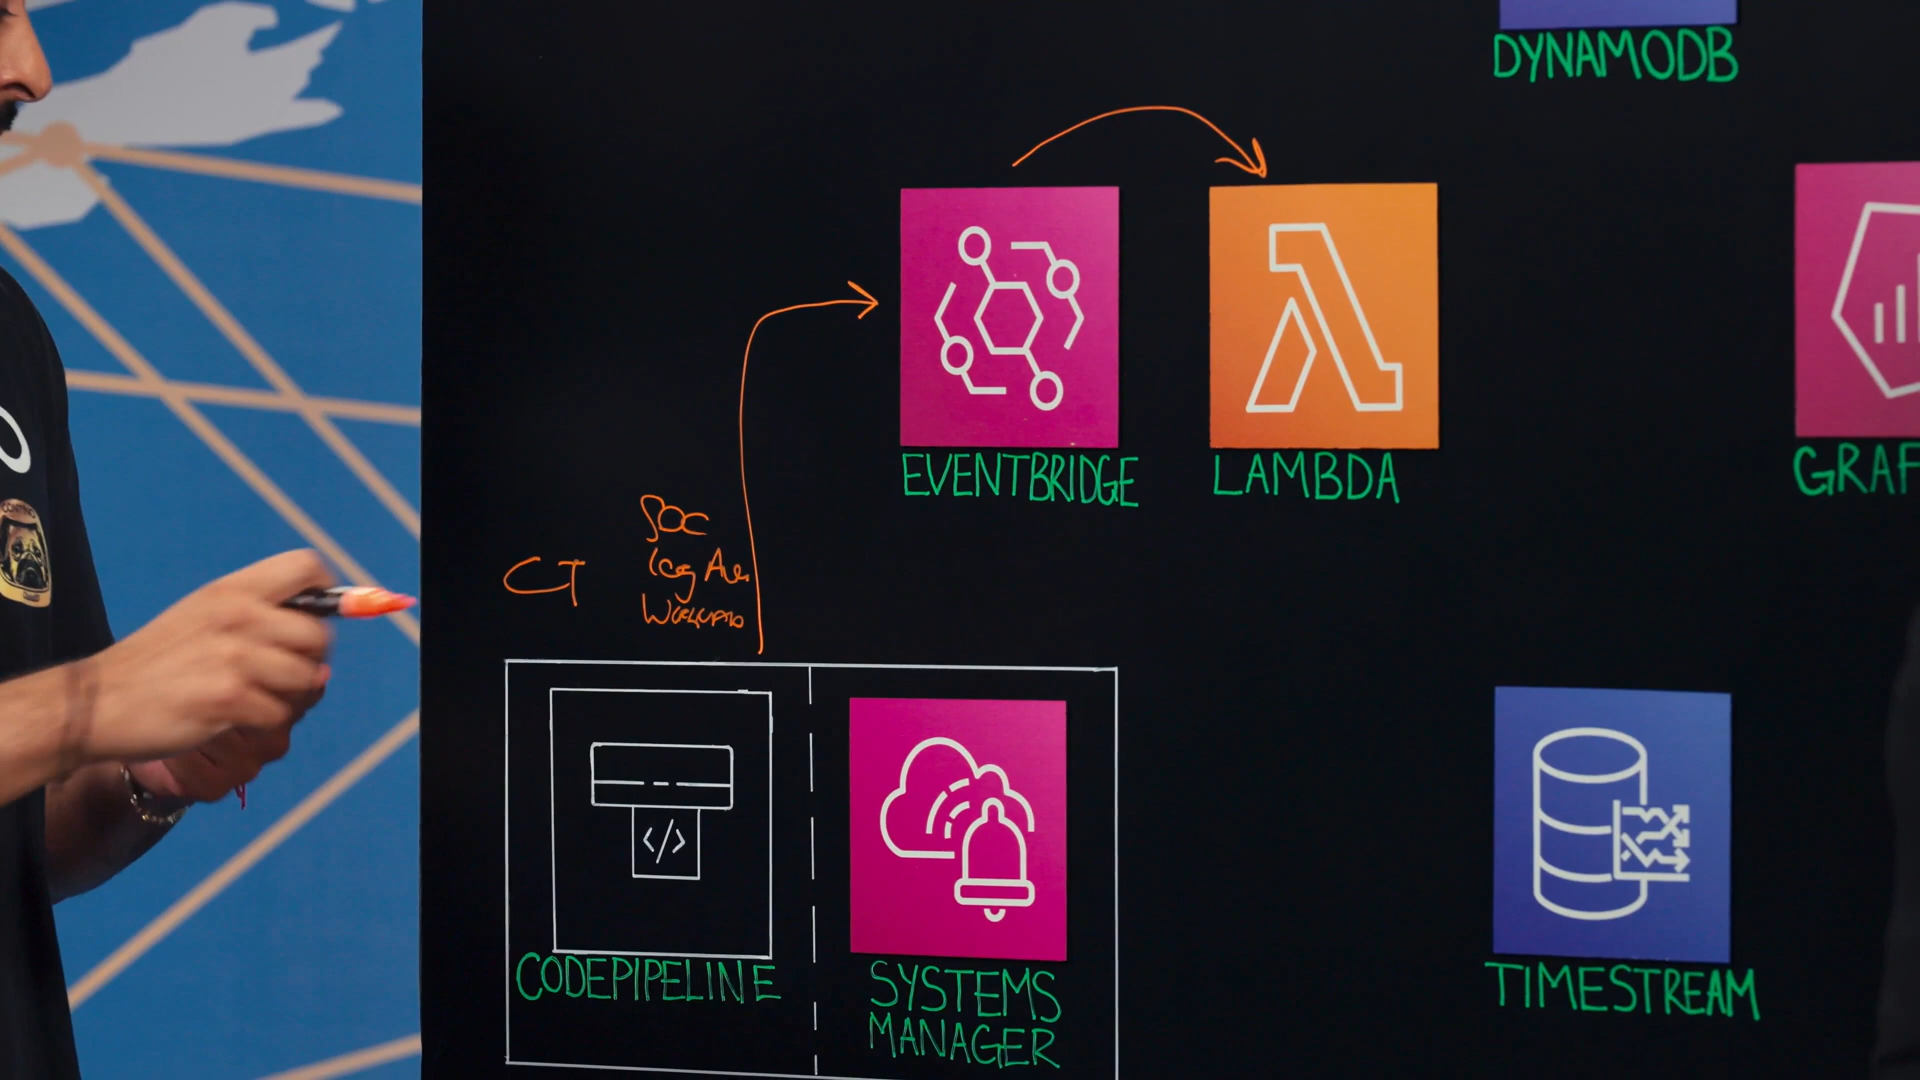 DYNAMODB
EVENTBRIDGE
LAMBDA
GRAF
CT
SOC
</>
CODEPIPELINE
SYSTEMS
MANAGER
TIMESTREAM